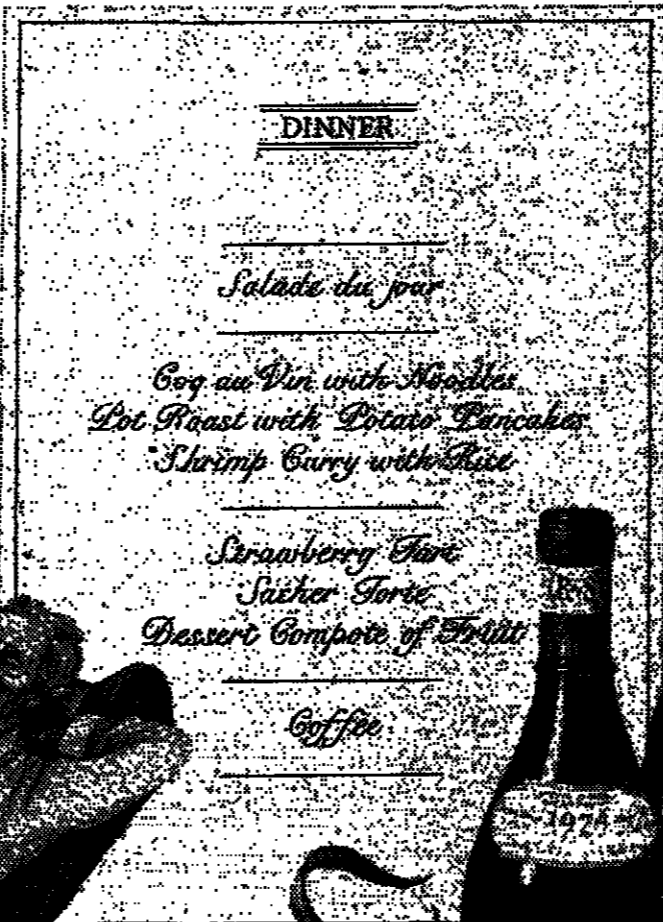 DINNER
Salade du jour
Coq au Vin with Noodles
Pot Roast with Potato Pancakes
Shrimp Curry with Rice
Strawberry Tart
Sacher Torte
Dessert Compote of Fruit
Coffee